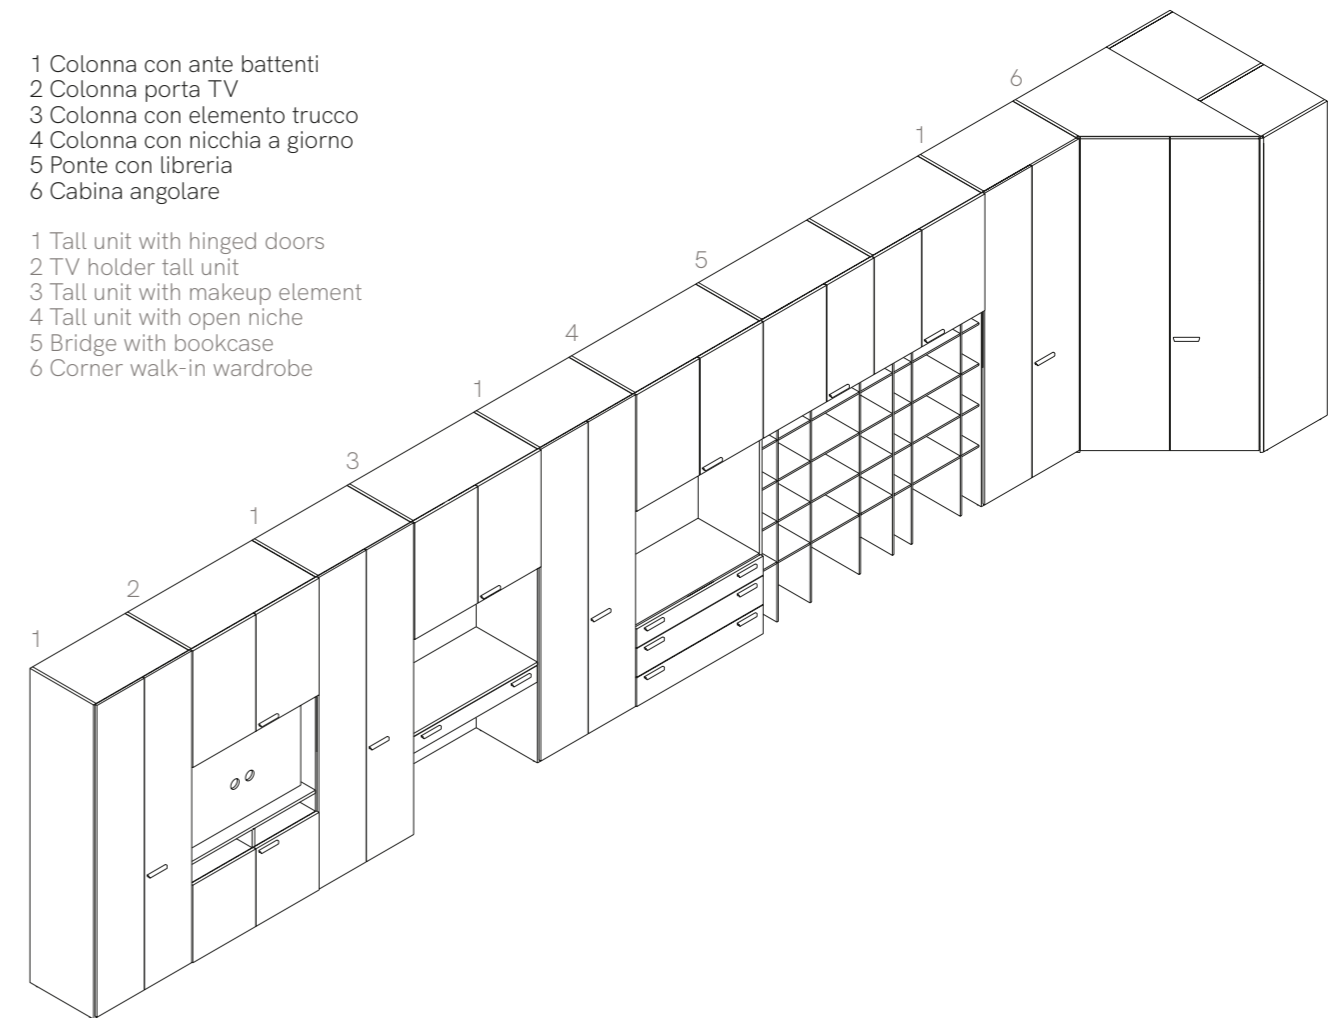 1 Colonna con ante battenti
2 Colonna porta TV
3 Colonna con elemento trucco
4 Colonna con nicchia a giorno
5 Ponte con libreria
6 Cabina angolare
1 Tall unit with hinged doors
2 TV holder tall unit
3 Tall unit with makeup element
4 Tall unit with open niche
5 Bridge with bookcase
6 Corner walk-in wardrobe
1
2
1
3
1
4
5
1
6